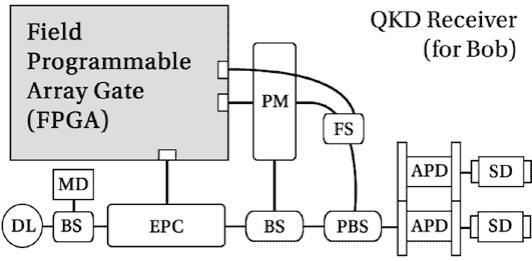 Field
Programmable
Array Gate
(FPGA)
QKD Receiver
(for Bob)
PM
FS
MD
APD
SD
DL
BS
EPC
BS
PBS
APD
SD